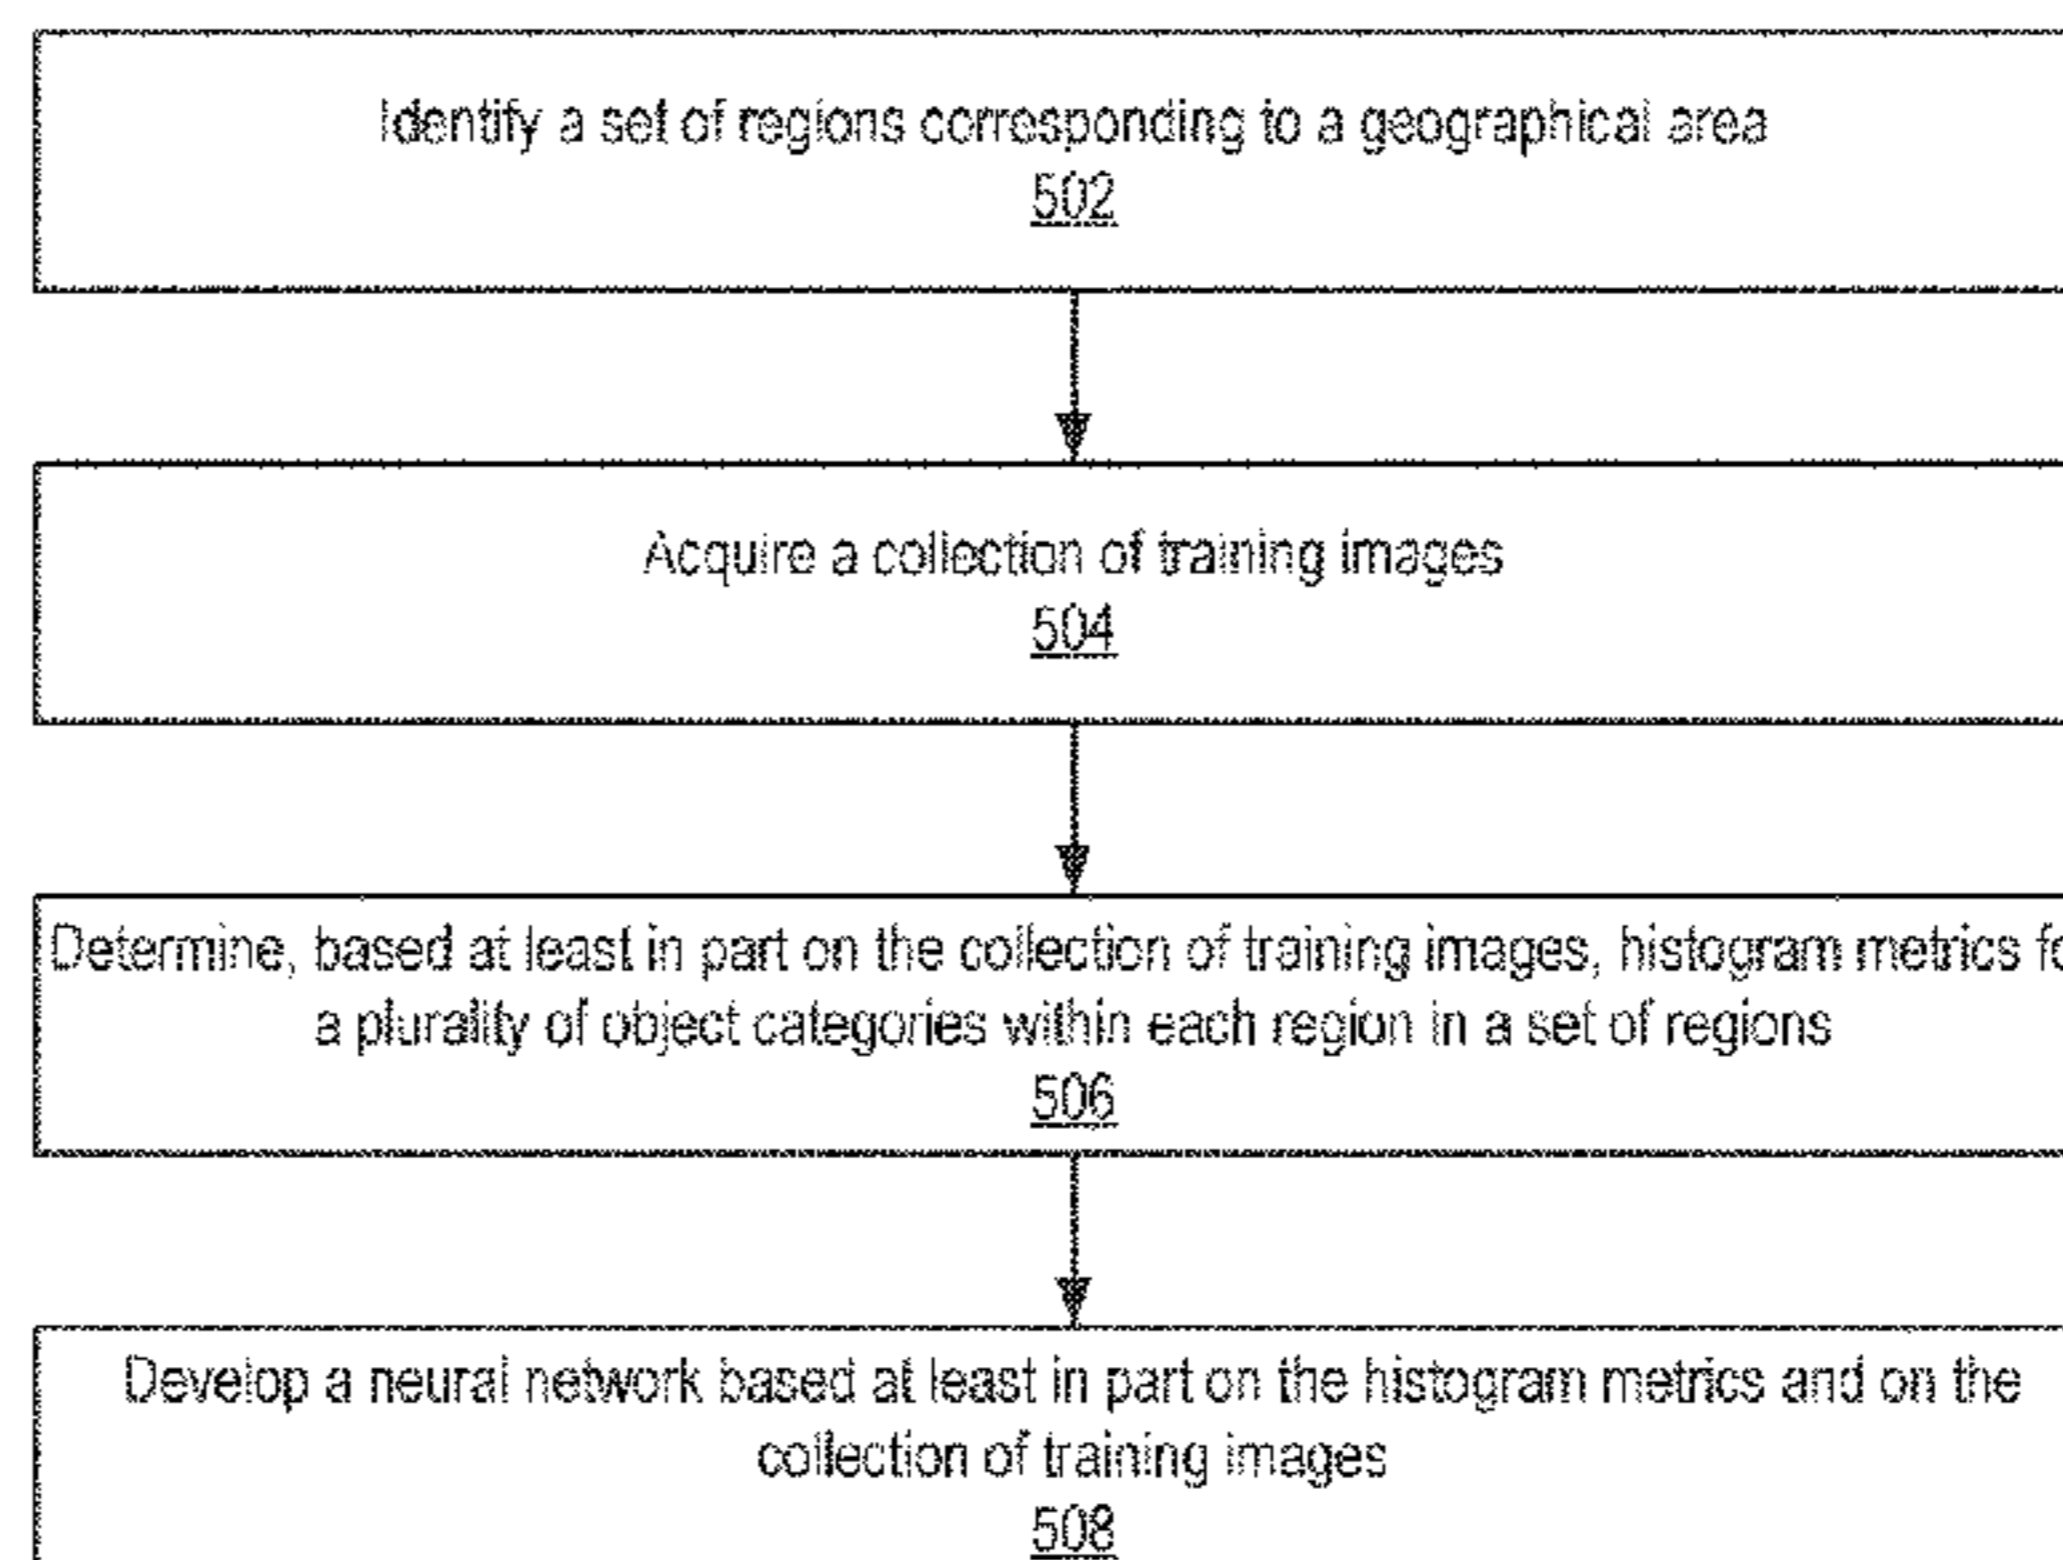 Identify a set of regions corresponding to a geographical area
502
Acquire a collection of training images
504
Determine, based at least in part on the collection of training images, histogram metrics fo
a plurality of object categories within each region in a set of regions
506
Develop a neural network based at least in part on the histogram metrics and on the
collection of training images
508